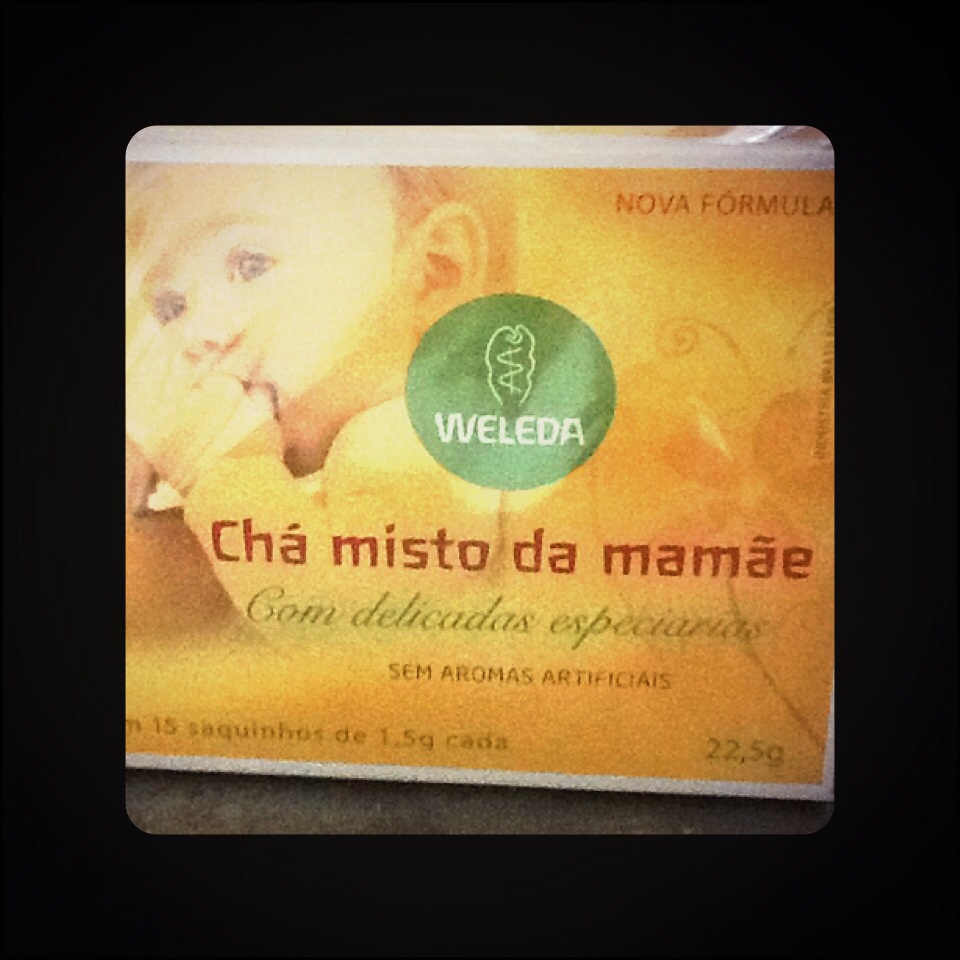 NOVA FÓRMULA
WELEDA
Chá misto da mamãe
Com delicadas especiarias
SEM AROMAS ARTIFICIAIS
15 saquinhos de 1,5g cada
22,5g